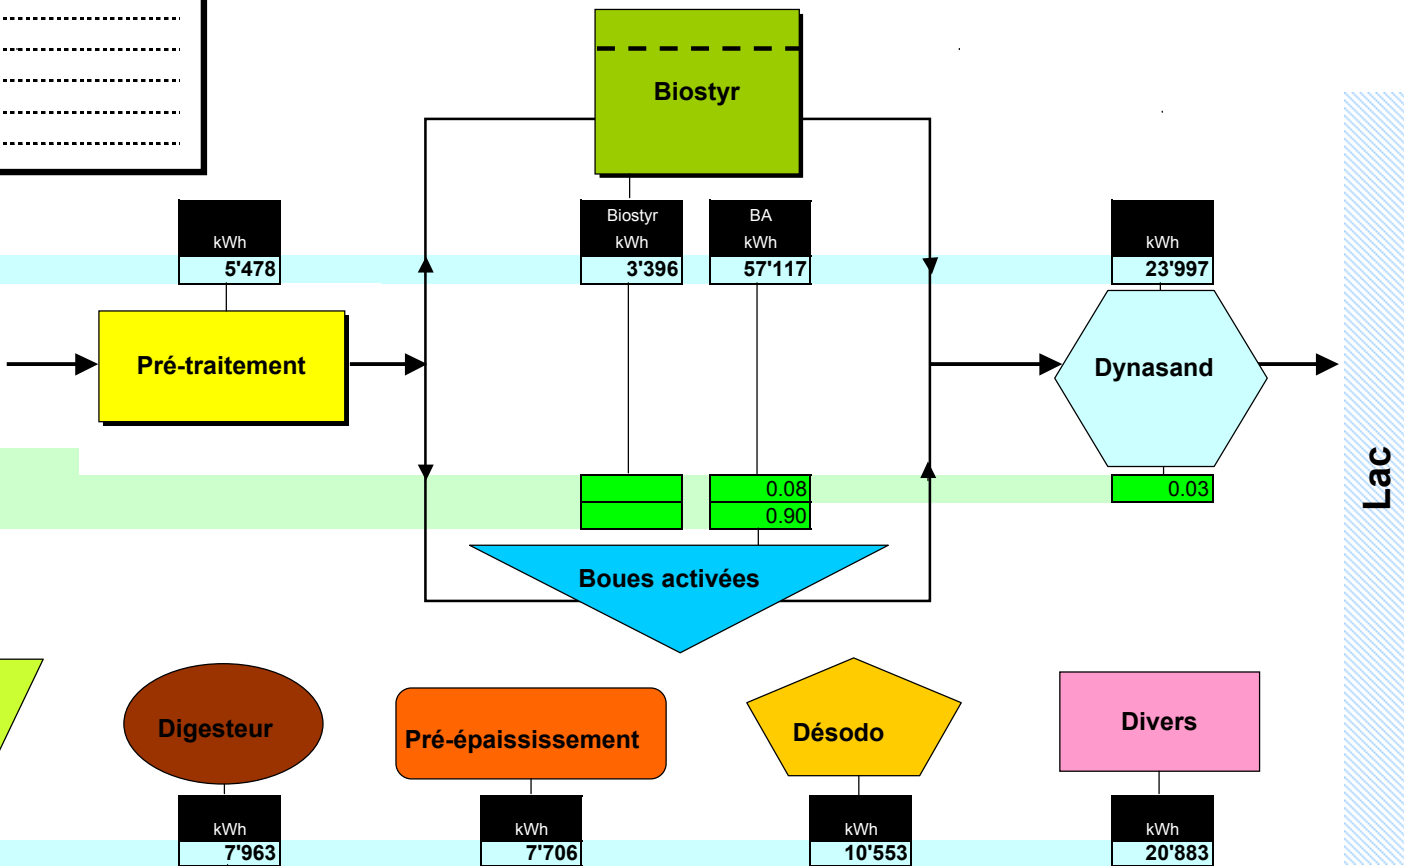 Biostyr
Biostyr
BA
kWh
kWh
kWh
kWh
5'478
3'396
57'117
23'997
Pré-traitement
Dynasand
0.08
0.03
0.90
Lac
Boues activées
Digesteur
Pré-épaississement
Désodo
Divers
kWh
kWh
kWh
kWh
7'963
7'706
10'553
20'883